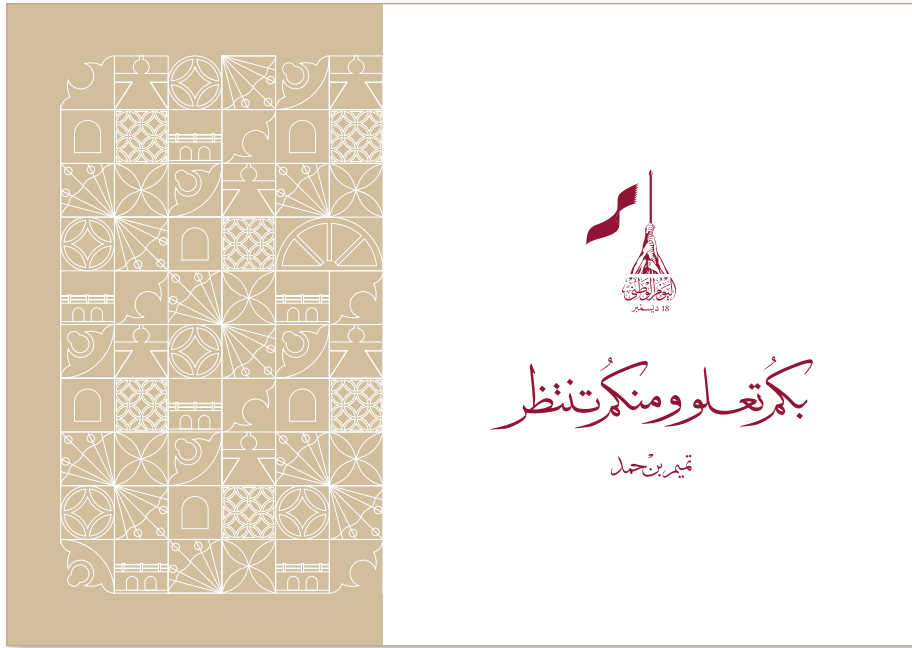 اليوم الوطني
18 ديسمبر
بكم تعلو ومنكم تنتظر
تميم بن حمد